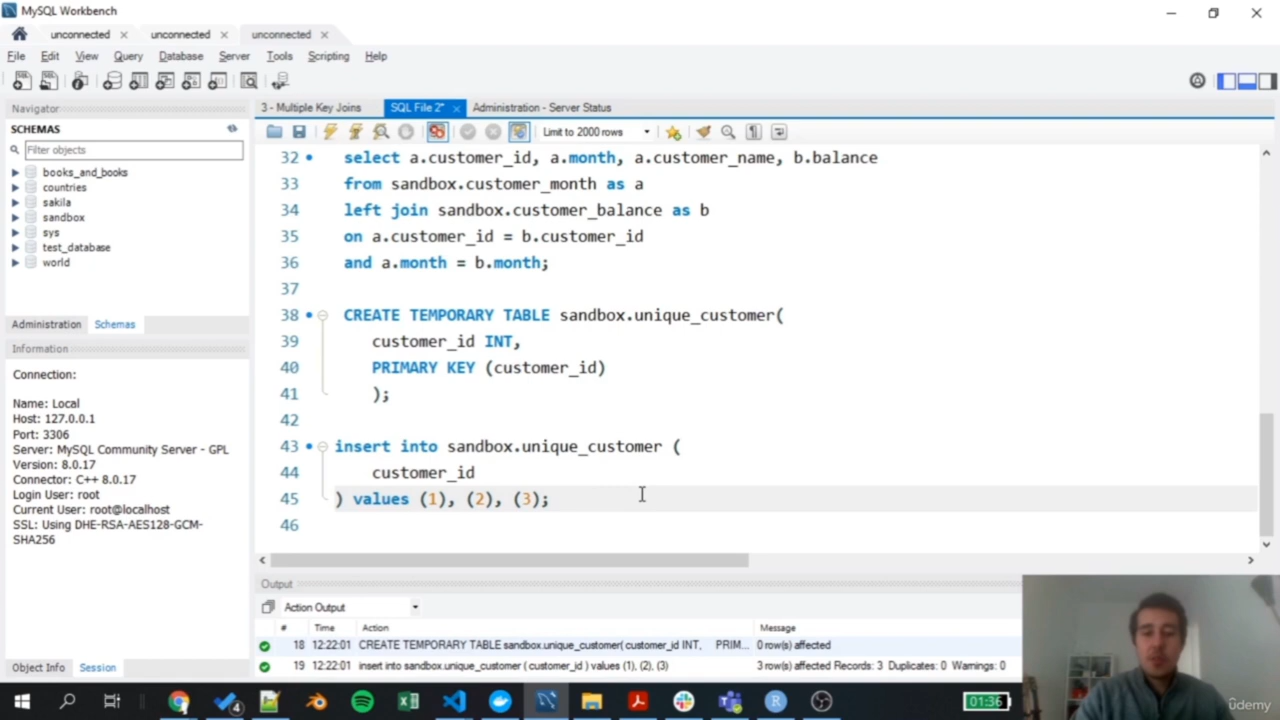 MySQL Workbench
unconnected
unconnected
unconnected
File Edit View Query Database Server Tools Scripting Help
Navigator
SCHEMAS
Filter objects
books_and_books
countries
sakila
sandbox
sys
test_database
world
Administration Schemas
Information
Connection:
Name: Local
Host: 127.0.0.1
Port: 3306
Server: MySQL Community Server - GPL
Version: 8.0.17
Connector: C++ 8.0.17
Login User: root
Current User: root@localhost
SSL: Using DHE-RSA-AES128-GCM-
SHA256
Object Info Session
3 - Multiple Key Joins SQL File 2* Administration - Server Status
Limit to 2000 rows
32 select a.customer_id, a.month, a.customer_name, b.balance
33 from sandbox.customer_month as a
34 left join sandbox.customer_balance as b
35 on a.customer_id = b.customer_id
36 and a.month = b.month;
37
38 CREATE TEMPORARY TABLE sandbox.unique_customer(
39 customer_id INT,
40 PRIMARY KEY (customer_id)
41 );
42
43 insert into sandbox.unique_customer (
44 customer_id
45 ) values (1), (2), (3);
46
Output
Action Output
# Time Action Message
18 12:22:01 CREATE TEMPORARY TABLE sandbox.unique_customer( customer_id INT, PRIM... 0 row(s) affected
19 12:22:01 insert into sandbox.unique_customer ( customer_id ) values (1), (2), (3) 3 row(s) affected Records: 3 Duplicates: 0 Warnings: 0
4
01:36
ûdemy